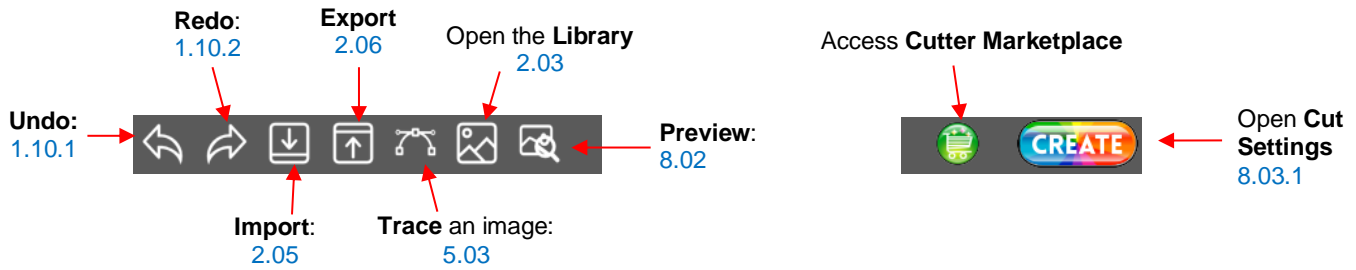 Redo:
1.10.2
Export
2.06
Open the Library
2.03
Access Cutter Marketplace
Undo:
1.10.1
Preview:
8.02
CREATE
Open Cut
Settings
8.03.1
Import:
2.05
Trace an image:
5.03